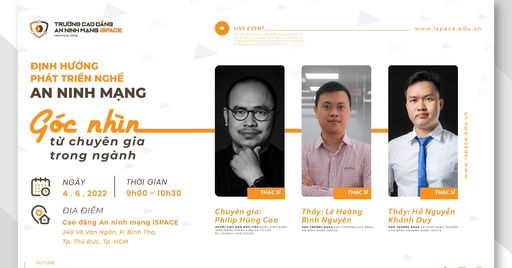 TRƯỜNG CAO ĐẲNG
AN NINH MẠNG iSPACE
Learning by Doing
LIVE EVENT
www.ispace.edu.vn
ĐỊNH HƯỚNG
PHÁT TRIỂN NGHỀ
AN NINH MẠNG
Góc nhìn
từ chuyên gia
trong ngành
NGÀY
4 . 6 . 2022
THỜI GIAN
9h00 - 10h30
ĐỊA ĐIỂM
Cao đẳng An ninh mạng iSPACE
240 Võ Văn Ngân, P. Bình Thọ,
Tp. Thủ Đức, Tp. HCM
HOTLINE
THẠC SĨ
Chuyên gia:
Philip Hùng Cao
THẠC SĨ
Thầy: Lê Hoàng
Bình Nguyên
THẠC SĨ
Thầy: Hồ Nguyễn
Khánh Duy
www.ispace.edu.vn